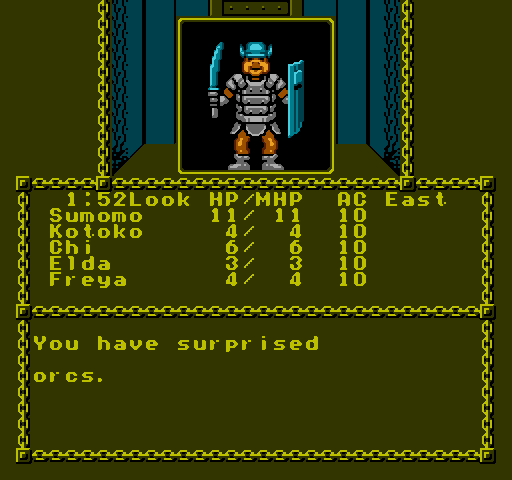 1:52Look HP/MHP AC East
Sumomo 11/ 11 10
Kotoko 4/ 4 10
Chi 6/ 6 10
Elda 3/ 3 10
Freya 4/ 4 10
You have surprised
orcs.